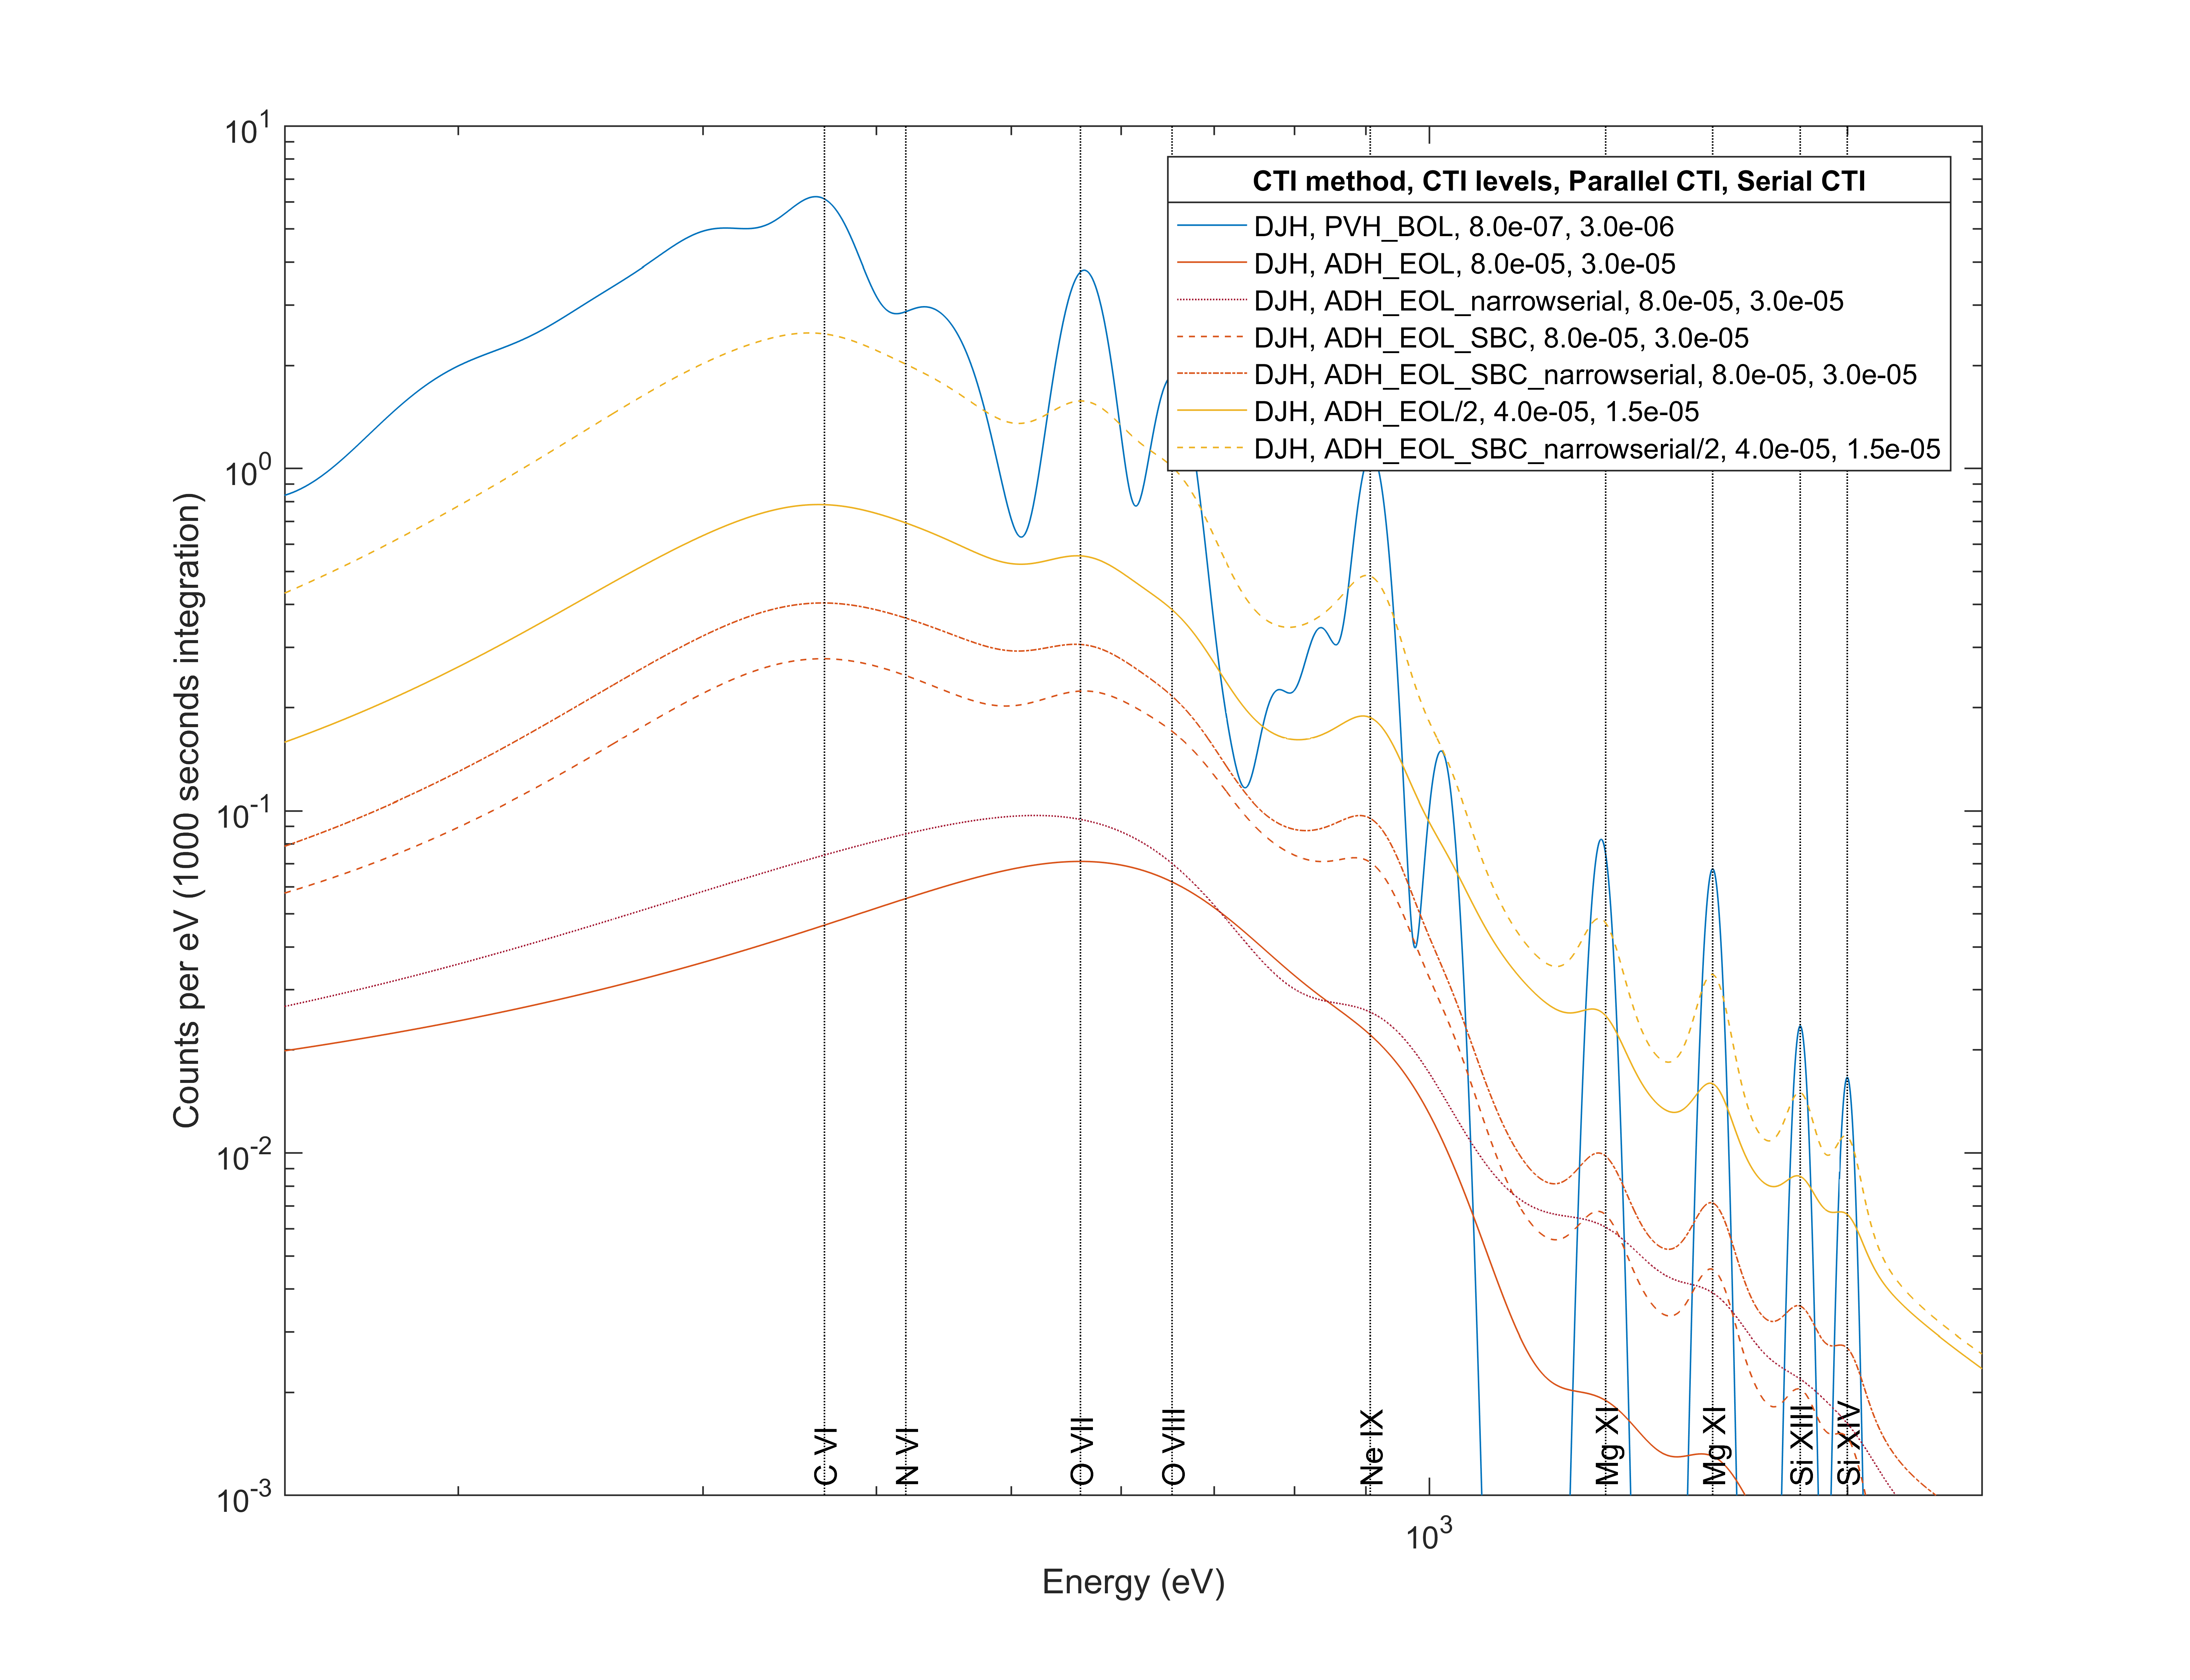 CTI method, CTI levels, Parallel CTI, Serial CTI
DJH, PVH_BOL, 8.0e-07, 3.0e-06
DJH, ADH_EOL, 8.0e-05, 3.0e-05
DJH, ADH_EOL_narrowserial, 8.0e-05, 3.0e-05
DJH, ADH_EOL_SBC, 8.0e-05, 3.0e-05
DJH, ADH_EOL_SBC_narrowserial, 8.0e-05, 3.0e-05
DJH, ADH_EOL/2, 4.0e-05, 1.5e-05
DJH, ADH_EOL_SBC_narrowserial/2, 4.0e-05, 1.5e-05
10^1
10^0
10^-1
10^-2
10^-3
Counts per eV (1000 seconds integration)
C VI
N VI
O VII
O VIII
Ne IX
Mg XI
Mg XI
Si XIII
Si XIV
10^3
Energy (eV)